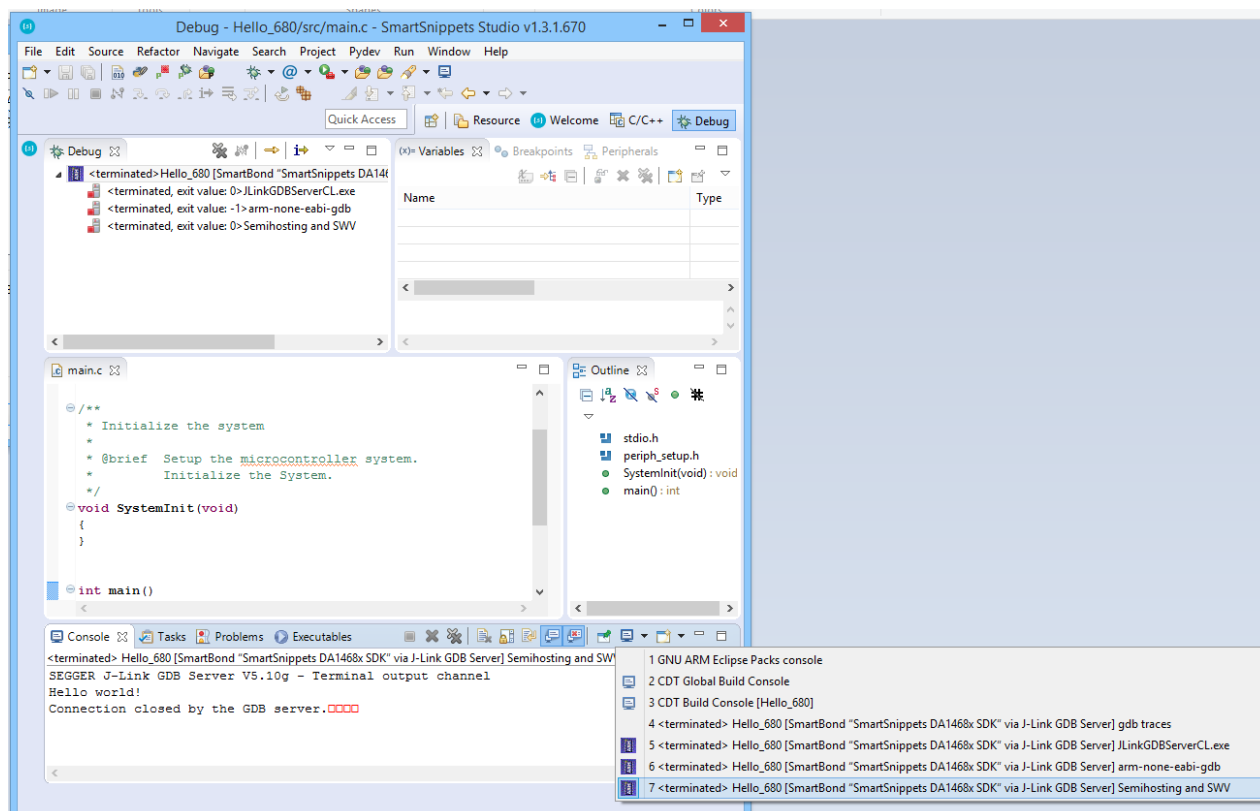 Debug - Hello_680/src/main.c - SmartSnippets Studio v1.3.1.670
File Edit Source Refactor Navigate Search Project Pydev Run Window Help
Quick Access
Resource Welcome C/C++ Debug
Debug
<terminated>Hello_680 [SmartBond "SmartSnippets DA146
<terminated, exit value: 0>JLinkGDBServerCL.exe
<terminated, exit value: -1>arm-none-eabi-gdb
<terminated, exit value: 0>Semihosting and SWV
(x)= Variables Breakpoints Peripherals
Name Type
main.c
/**
* Initialize the system
*
* @brief Setup the microcontroller system.
* Initialize the System.
*/
void SystemInit(void)
{
}
int main()
Outline
stdio.h
periph_setup.h
SystemInit(void) : void
main() : int
Console Tasks Problems Executables
<terminated> Hello_680 [SmartBond "SmartSnippets DA1468x SDK" via J-Link GDB Server] Semihosting and SWV
SEGGER J-Link GDB Server V5.10g - Terminal output channel
Hello world!
Connection closed by the GDB server.
1 GNU ARM Eclipse Packs console
2 CDT Global Build Console
3 CDT Build Console [Hello_680]
4 <terminated> Hello_680 [SmartBond "SmartSnippets DA1468x SDK" via J-Link GDB Server] gdb traces
5 <terminated> Hello_680 [SmartBond "SmartSnippets DA1468x SDK" via J-Link GDB Server] JLinkGDBServerCL.exe
6 <terminated> Hello_680 [SmartBond "SmartSnippets DA1468x SDK" via J-Link GDB Server] arm-none-eabi-gdb
7 <terminated> Hello_680 [SmartBond "SmartSnippets DA1468x SDK" via J-Link GDB Server] Semihosting and SWV